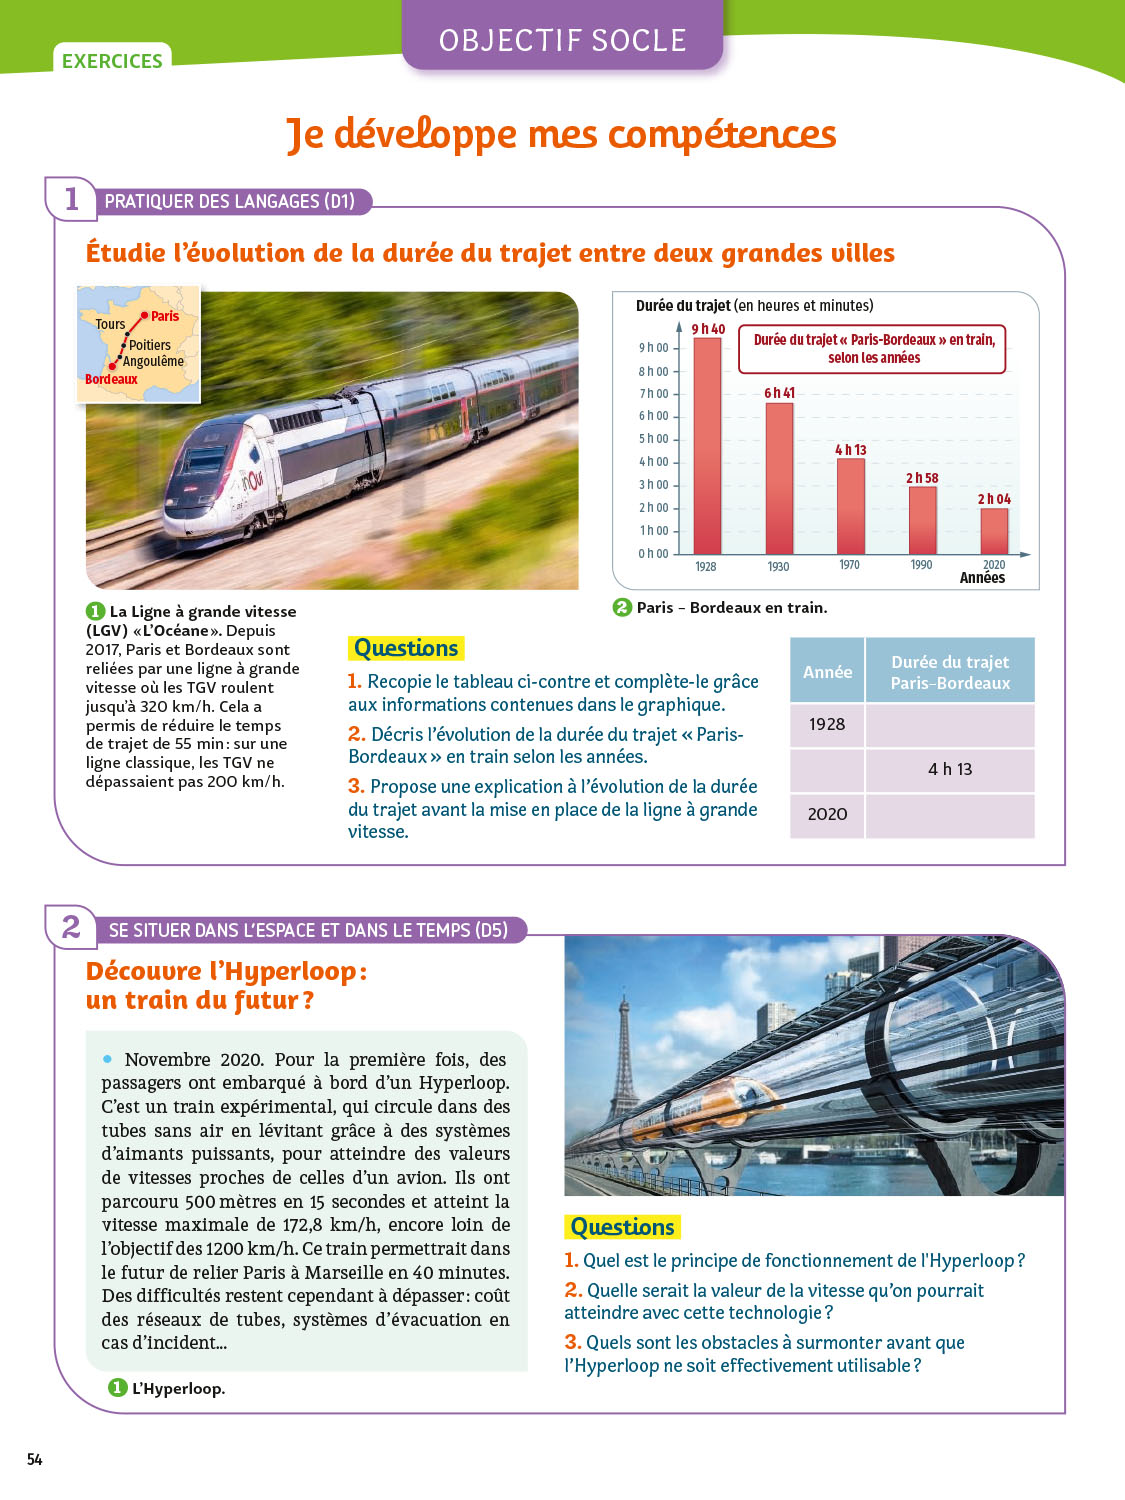 OBJECTIF SOCLE
EXERCICES
Je développe mes compétences
1 PRATIQUER DES LANGAGES (D1)
Étudie l'évolution de la durée du trajet entre deux grandes villes
Paris
Tours
Poitiers
Angoulême
Bordeaux
inOui
Durée du trajet (en heures et minutes)
Durée du trajet « Paris-Bordeaux » en train,
selon les années
9 h 00
8 h 00
7 h 00
6 h 00
5 h 00
4 h 00
3 h 00
2 h 00
1 h 00
0 h 00
9 h 40
6 h 41
4 h 13
2 h 58
2 h 04
1928 1930 1970 1990 2020
Années
1 La Ligne à grande vitesse
(LGV) « L'Océane ». Depuis
2017, Paris et Bordeaux sont
reliées par une ligne à grande
vitesse où les TGV roulent
jusqu'à 320 km/h. Cela a
permis de réduire le temps
de trajet de 55 min : sur une
ligne classique, les TGV ne
dépassaient pas 200 km/h.
2 Paris – Bordeaux en train.
Questions
1. Recopie le tableau ci-contre et complète-le grâce
aux informations contenues dans le graphique.
2. Décris l'évolution de la durée du trajet « Paris-
Bordeaux » en train selon les années.
3. Propose une explication à l'évolution de la durée
du trajet avant la mise en place de la ligne à grande
vitesse.
Année
Durée du trajet
Paris–Bordeaux
1928
4 h 13
2020
2 SE SITUER DANS L'ESPACE ET DANS LE TEMPS (D5)
Découvre l'Hyperloop :
un train du futur ?
• Novembre 2020. Pour la première fois, des
passagers ont embarqué à bord d'un Hyperloop.
C'est un train expérimental, qui circule dans des
tubes sans air en lévitant grâce à des systèmes
d'aimants puissants, pour atteindre des valeurs
de vitesses proches de celles d'un avion. Ils ont
parcouru 500 mètres en 15 secondes et atteint la
vitesse maximale de 172,8 km/h, encore loin de
l'objectif des 1200 km/h. Ce train permettrait dans
le futur de relier Paris à Marseille en 40 minutes.
Des difficultés restent cependant à dépasser : coût
des réseaux de tubes, systèmes d'évacuation en
cas d'incident...
1 L'Hyperloop.
Questions
1. Quel est le principe de fonctionnement de l'Hyperloop ?
2. Quelle serait la valeur de la vitesse qu'on pourrait
atteindre avec cette technologie ?
3. Quels sont les obstacles à surmonter avant que
l'Hyperloop ne soit effectivement utilisable ?
54